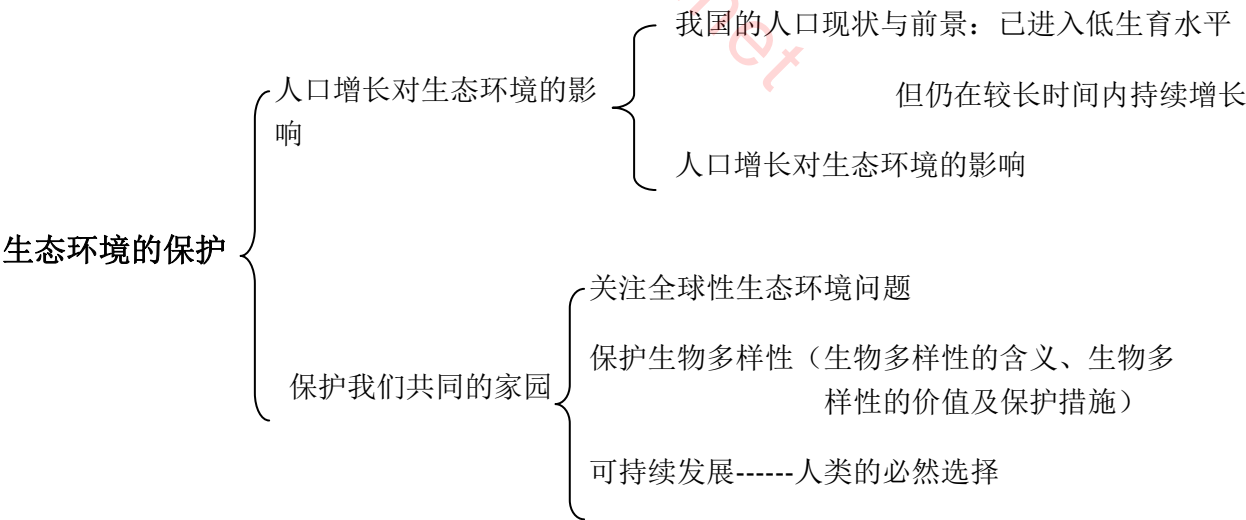 我国的人口现状与前景：已进入低生育水平
人口增长对生态环境的影
响
但仍在较长时间内持续增长
人口增长对生态环境的影响
生态环境的保护
关注全球性生态环境问题
保护生物多样性（生物多样性的含义、生物多
样性的价值及保护措施）
保护我们共同的家园
可持续发展------人类的必然选择